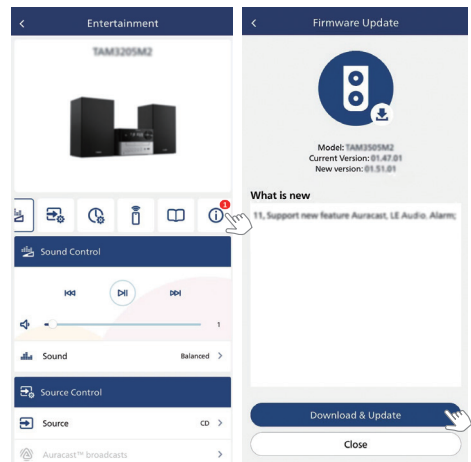 Entertainment
TAM3205M2
1
Sound Control
1
Sound
Balanced
Source Control
Source
CD
Auracast™ broadcasts
Firmware Update
Model: TAM3505M2
Current Version: 01.47.01
New version: 01.51.01
What is new
11, Support new feature Auracast, LE Audio. Alarm;
Download & Update
Close